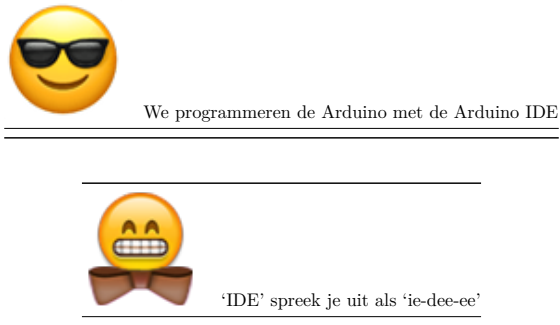 We programmeren de Arduino met de Arduino IDE
‘IDE’ spreek je uit als ‘ie-dee-ee’